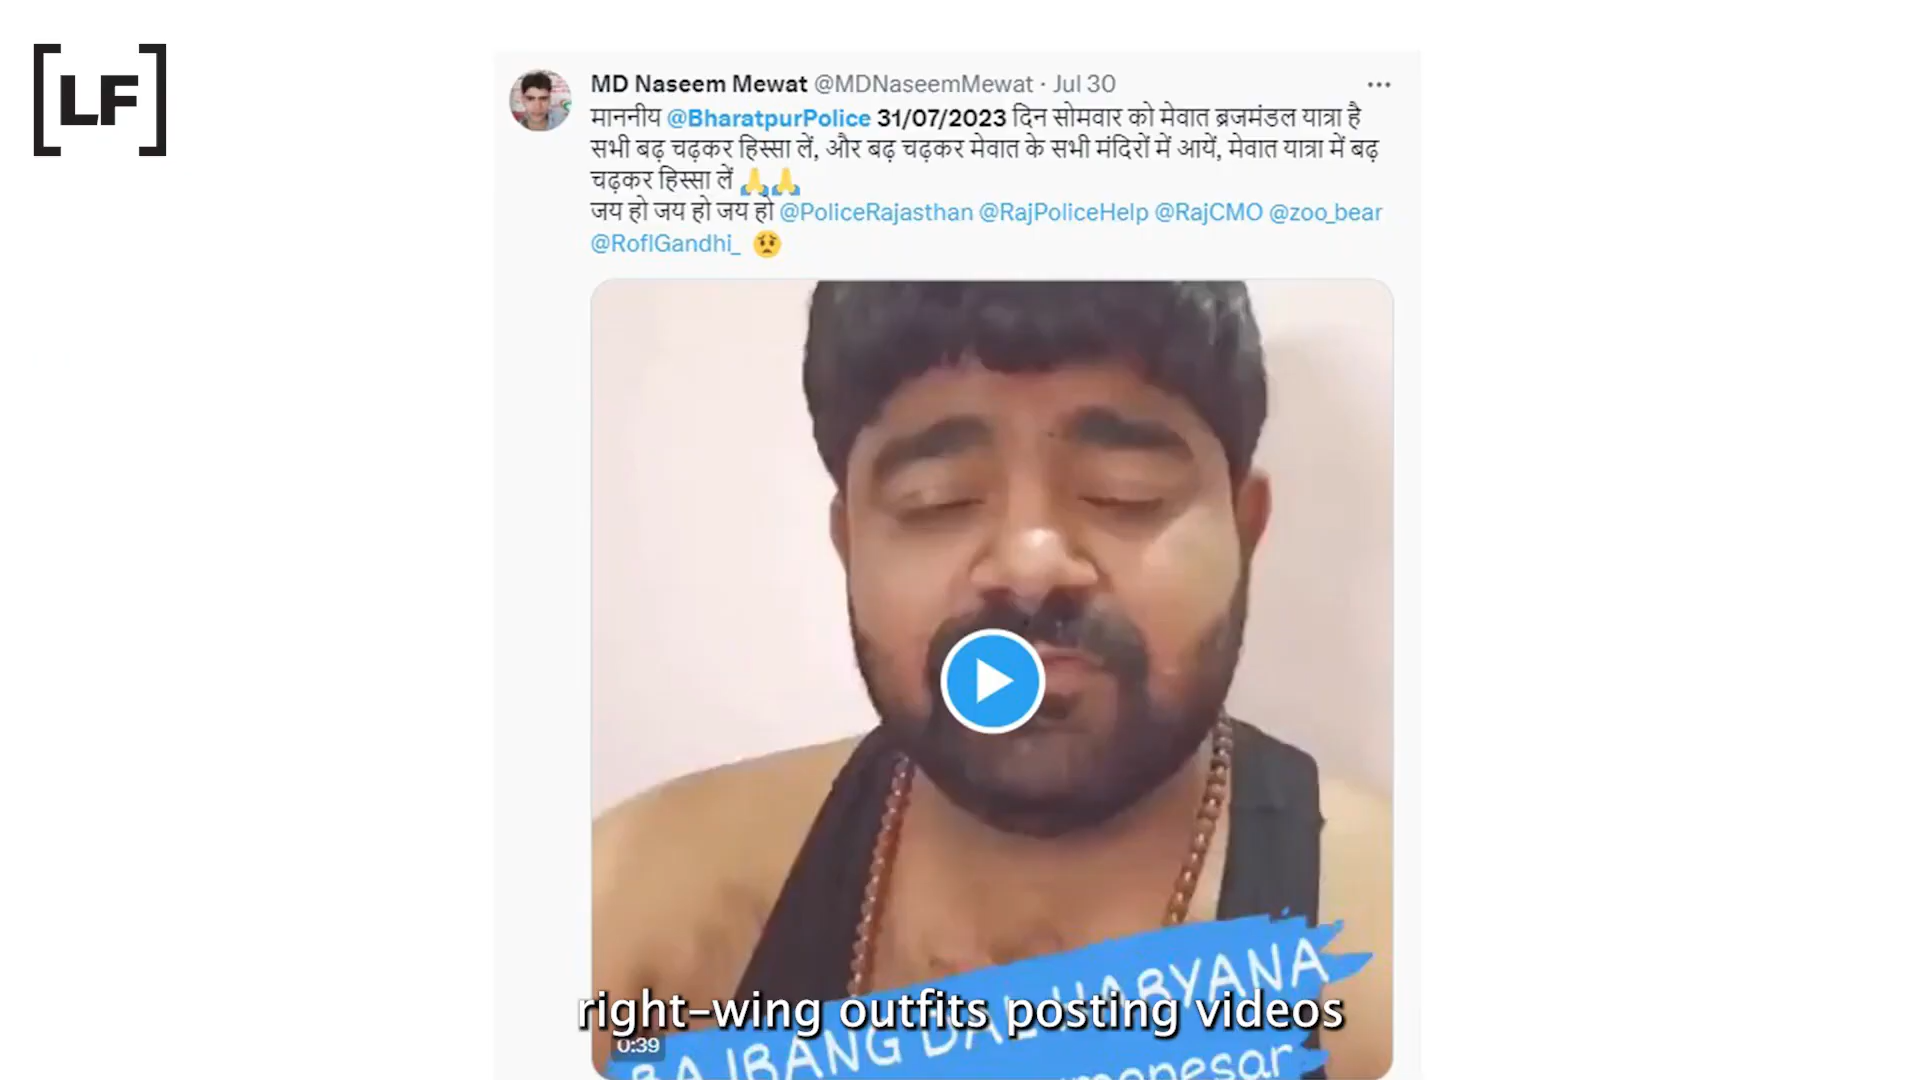 [LF]
MD Naseem Mewat @MDNaseemMewat · Jul 30
माननीय @BharatpurPolice 31/07/2023 दिन सोमवार को मेवात ब्रजमंडल यात्रा है
सभी बढ़ चढ़कर हिस्सा लें, और बढ़ चढ़कर मेवात के सभी मंदिरों में आयें, मेवात यात्रा में बढ़
चढ़कर हिस्सा लें 🙏🙏
जय हो जय हो जय हो @PoliceRajasthan @RajPoliceHelp @RajCMO @zoo_bear
@RoflGandhi_ 😟
BAJBANG DAL HARYANA
right-wing outfits posting videos
0:39